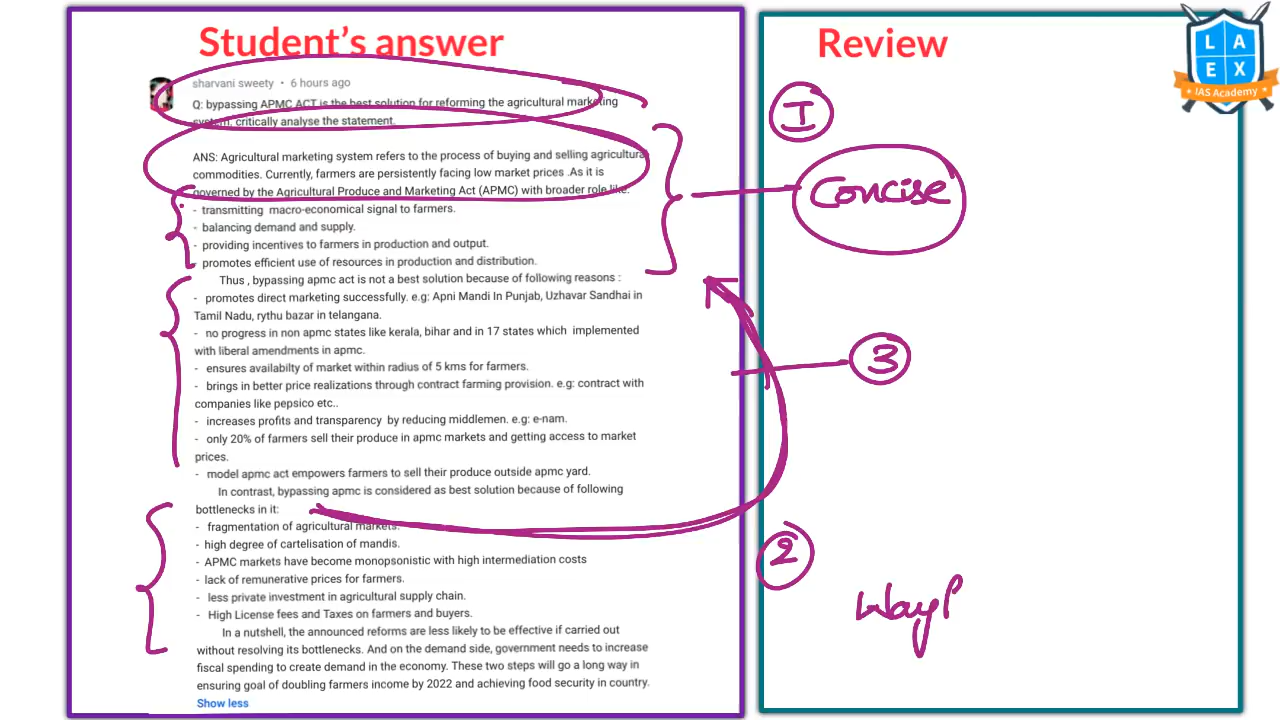 Student's answer
sharvani sweety • 6 hours ago
Q: bypassing APMC ACT is the best solution for reforming the agricultural marketing
system, critically analyse the statement.
ANS: Agricultural marketing system refers to the process of buying and selling agricultural
commodities. Currently, farmers are persistently facing low market prices .As it is
governed by the Agricultural Produce and Marketing Act (APMC) with broader role like:
- transmitting macro-economical signal to farmers.
- balancing demand and supply.
- providing incentives to farmers in production and output.
- promotes efficient use of resources in production and distribution.
Thus , bypassing apmc act is not a best solution because of following reasons :
- promotes direct marketing successfully. e.g: Apni Mandi In Punjab, Uzhavar Sandhai in
Tamil Nadu, rythu bazar in telangana.
- no progress in non apmc states like kerala, bihar and in 17 states which implemented
with liberal amendments in apmc.
- ensures availabilty of market within radius of 5 kms for farmers.
- brings in better price realizations through contract farming provision. e.g: contract with
companies like pepsico etc..
- increases profits and transparency by reducing middlemen. e.g: e-nam.
- only 20% of farmers sell their produce in apmc markets and getting access to market
prices.
- model apmc act empowers farmers to sell their produce outside apmc yard.
In contrast, bypassing apmc is considered as best solution because of following
bottlenecks in it:
- fragmentation of agricultural markets.
- high degree of cartelisation of mandis.
- APMC markets have become monopsonistic with high intermediation costs
- lack of remunerative prices for farmers.
- less private investment in agricultural supply chain.
- High License fees and Taxes on farmers and buyers.
In a nutshell, the announced reforms are less likely to be effective if carried out
without resolving its bottlenecks. And on the demand side, government needs to increase
fiscal spending to create demand in the economy. These two steps will go a long way in
ensuring goal of doubling farmers income by 2022 and achieving food security in country.
Show less
Review
I
Concise
3
2
Way
L A
E X
IAS Academy